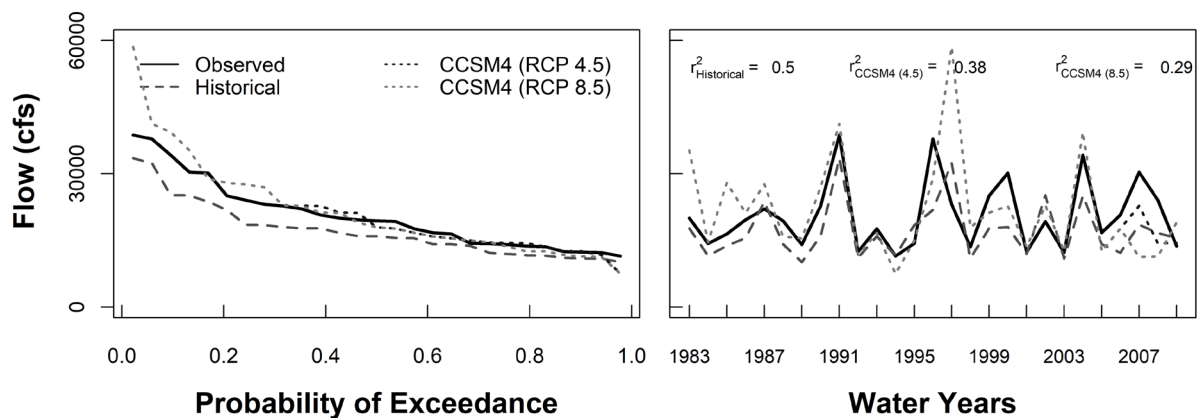 Flow (cfs)
60000
30000
0
Observed
Historical
CCSM4 (RCP 4.5)
CCSM4 (RCP 8.5)
0.0 0.2 0.4 0.6 0.8 1.0
Probability of Exceedance
r²Historical = 0.5
r²CCSM4 (4.5) = 0.38
r²CCSM4 (8.5) = 0.29
1983 1987 1991 1995 1999 2003 2007
Water Years